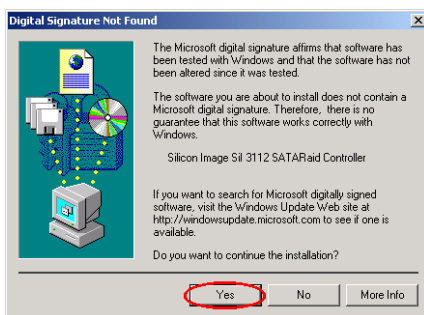 Digital Signature Not Found
The Microsoft digital signature affirms that software has
been tested with Windows and that the software has not
been altered since it was tested.
The software you are about to install does not contain a
Microsoft digital signature. Therefore, there is no
guarantee that this software works correctly with
Windows.
Silicon Image Sil 3112 SATARaid Controller
If you want to search for Microsoft digitally signed
software, visit the Windows Update Web site at
http://windowsupdate.microsoft.com to see if one is
available.
Do you want to continue the installation?
Yes No More Info